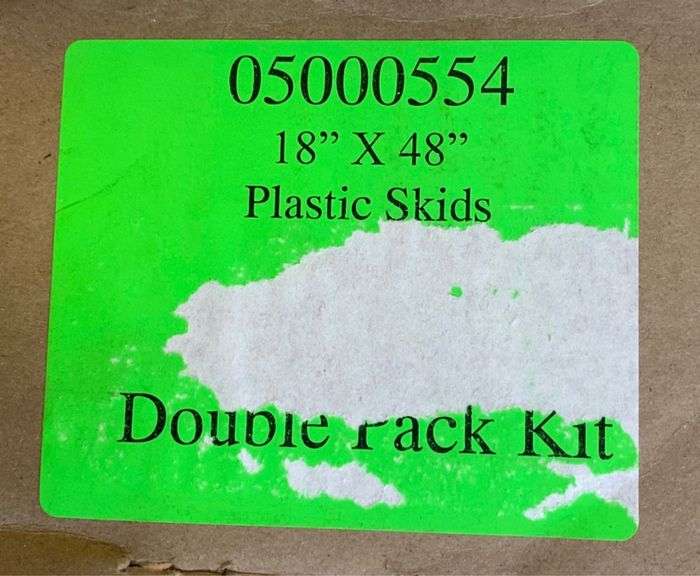 05000554
18” X 48”
Plastic Skids
Double Pack Kit